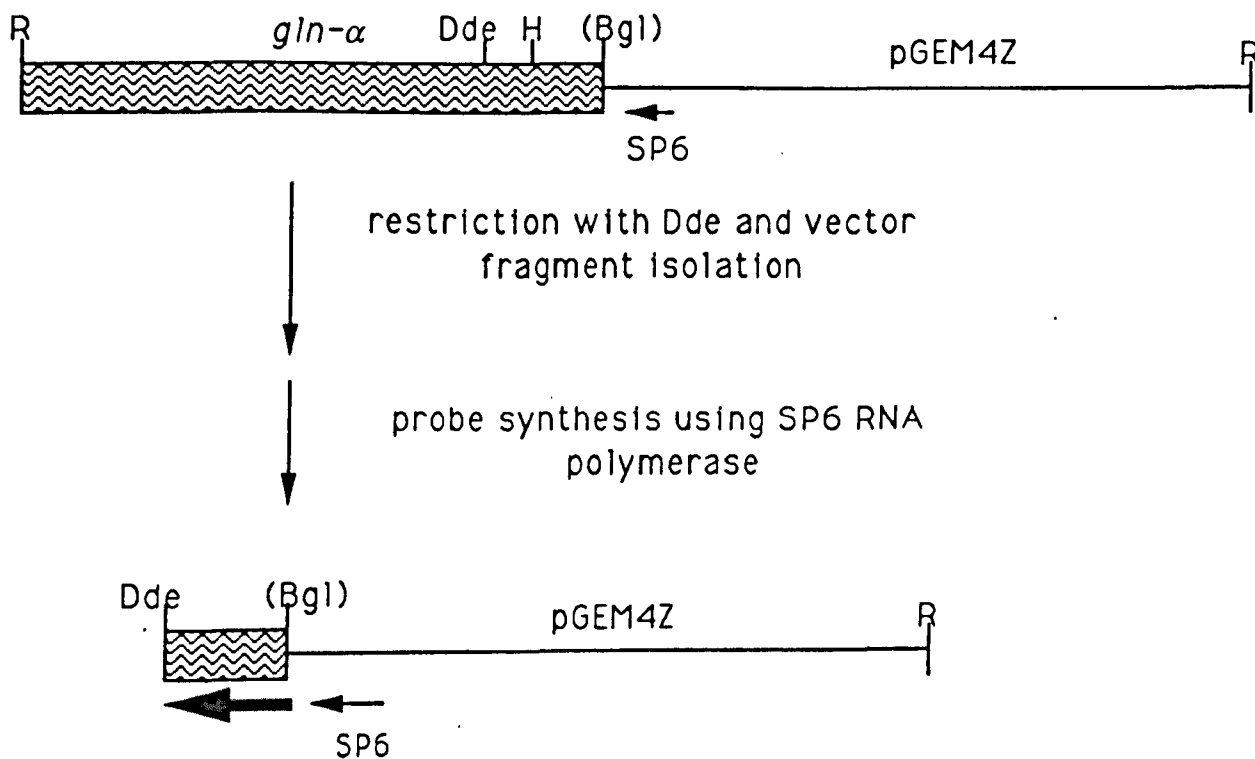 R gln-α Dde H (Bgl) pGEM4Z R
SP6
restriction with Dde and vector
fragment isolation
probe synthesis using SP6 RNA
polymerase
Dde (Bgl) pGEM4Z R
SP6